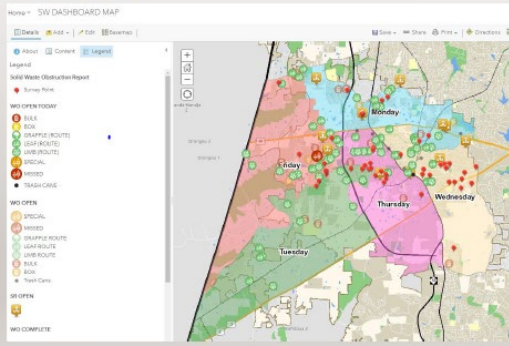 Home SW DASHBOARD MAP
Details Add Edit Basemap
Save Share Print Directions
About Content Legend
Legend
Solid Waste Obstruction Report
Survey Point
WO OPEN TODAY
BULK
BOX
GRAPPLE (ROUTE)
LEAF (ROUTE)
LIMB (ROUTE)
SPECIAL
MISSED
TRASH CANS
WO OPEN
SPECIAL
MISSED
GRAPPLE ROUTE
LEAF ROUTE
LIMB ROUTE
BULK
BOX
Trash Cans
SR OPEN
WO COMPLETE
Monday
Friday
Wednesday
Thursday
Tuesday